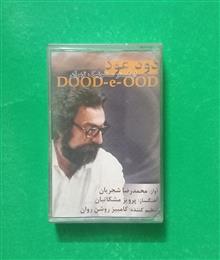 دود عود
DOOD-e-OOD
آواز: محمدرضا شجریان
آهنگساز: پرویز مشکاتیان
تنظیم کننده: کامبیز روشن روان